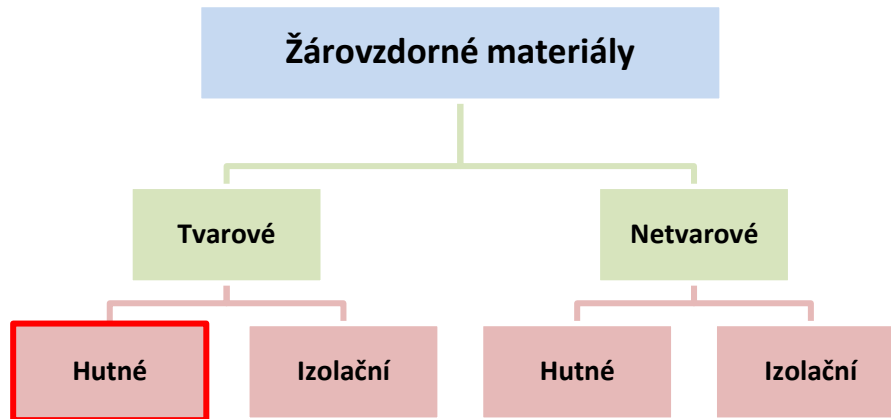 Žárovzdorné materiály
Tvarové
Netvarové
Hutné
Izolační
Hutné
Izolační